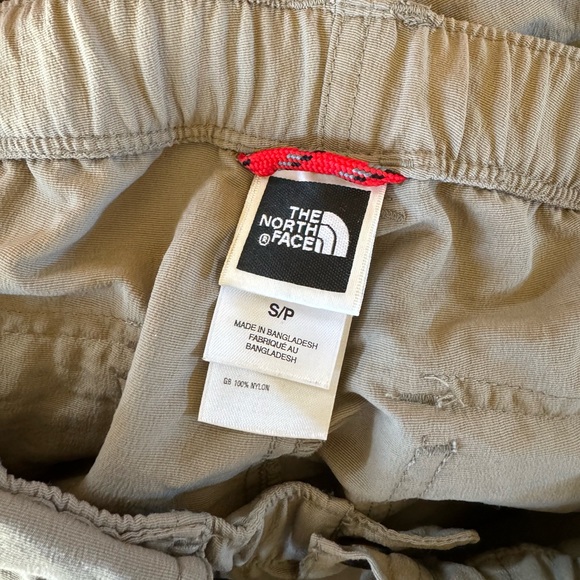 THE
NORTH
® FACE
S/P
MADE IN BANGLADESH
FABRIQUÉ AU
BANGLADESH
GB 100% NYLON